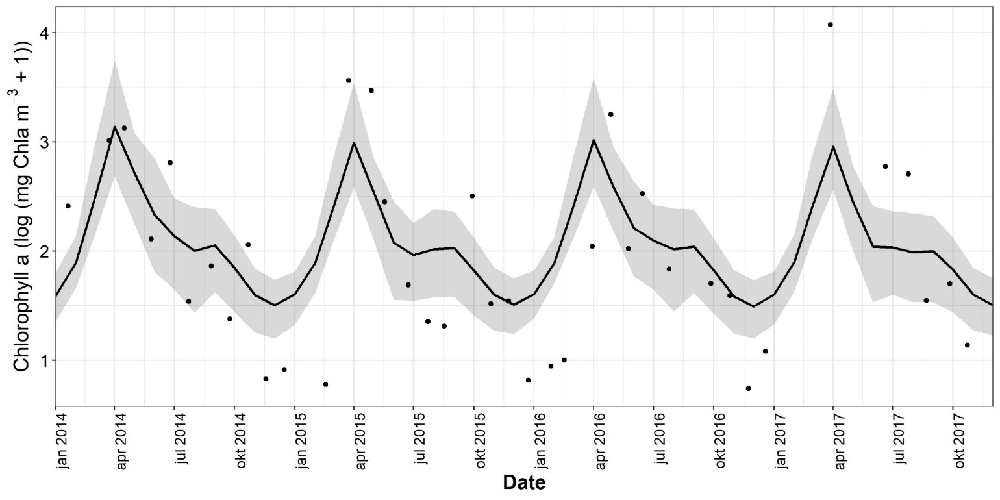 Chlorophyll a (log (mg Chla m⁻³ + 1))
4
3
2
1
jan 2014
apr 2014
jul 2014
okt 2014
jan 2015
apr 2015
jul 2015
okt 2015
jan 2016
apr 2016
jul 2016
okt 2016
jan 2017
apr 2017
jul 2017
okt 2017
Date